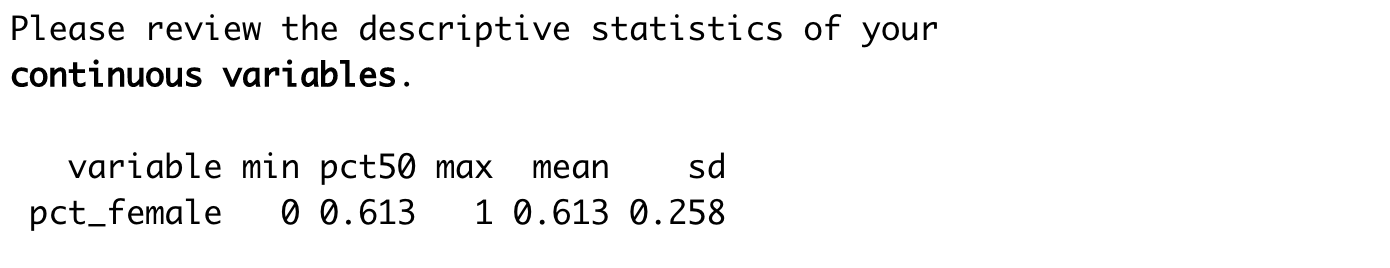 Please review the descriptive statistics of your
continuous variables.
variable min pct50 max mean sd
pct_female 0 0.613 1 0.613 0.258